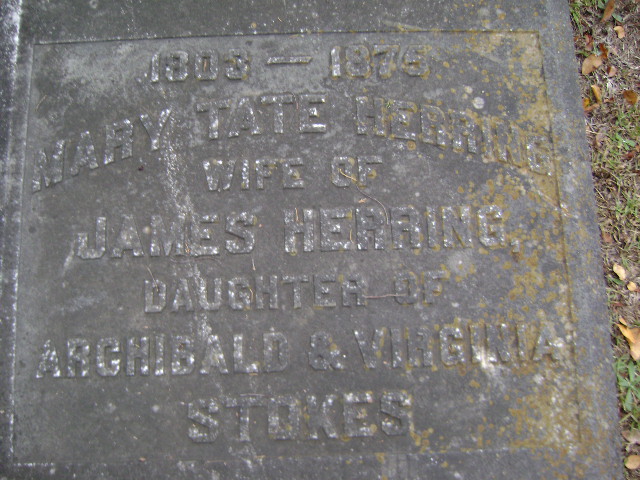 1803 — 1875
MARY TATE HERRING
WIFE OF
JAMES HERRING,
DAUGHTER OF
ARCHIBALD & VIRGINIA
STOKES